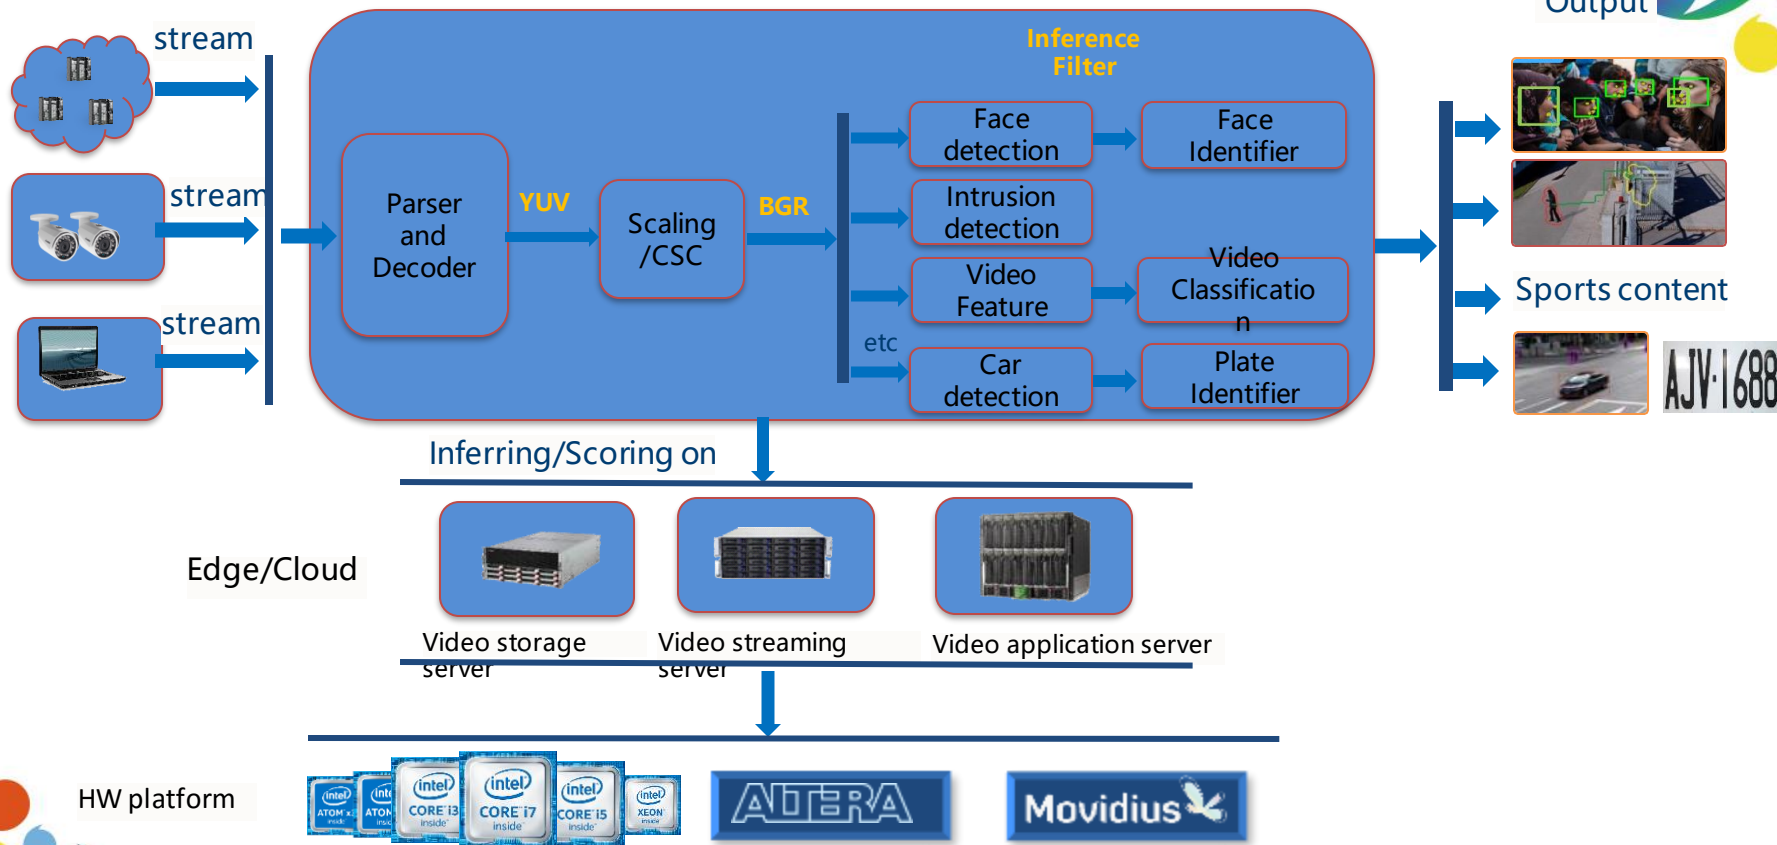 Output
stream
stream
stream
Inference
Filter
Parser
and
Decoder
YUV
Scaling
/CSC
BGR
Face
detection
Face
Identifier
Intrusion
detection
Video
Feature
Video
Classificatio
n
etc
Car
detection
Plate
Identifier
Sports content
AJV-1688
Inferring/Scoring on
Edge/Cloud
Video storage
server
Video streaming
server
Video application server
HW platform
intel
ATOM
inside
ATOM
intel
CORE i3
inside
intel
CORE i7
inside
intel
CORE i5
inside
intel
XEON
inside
ALTERA
Movidius